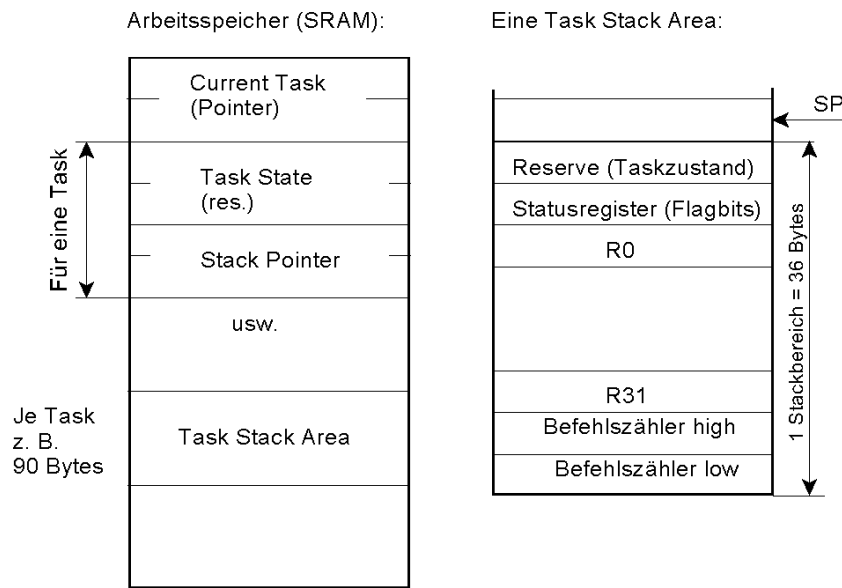 Arbeitsspeicher (SRAM):
Current Task
(Pointer)
Für eine Task
Task State
(res.)
Stack Pointer
usw.
Je Task
z. B.
90 Bytes
Task Stack Area
Eine Task Stack Area:
SP
Reserve (Taskzustand)
Statusregister (Flagbits)
R0
R31
Befehlszähler high
Befehlszähler low
1 Stackbereich = 36 Bytes